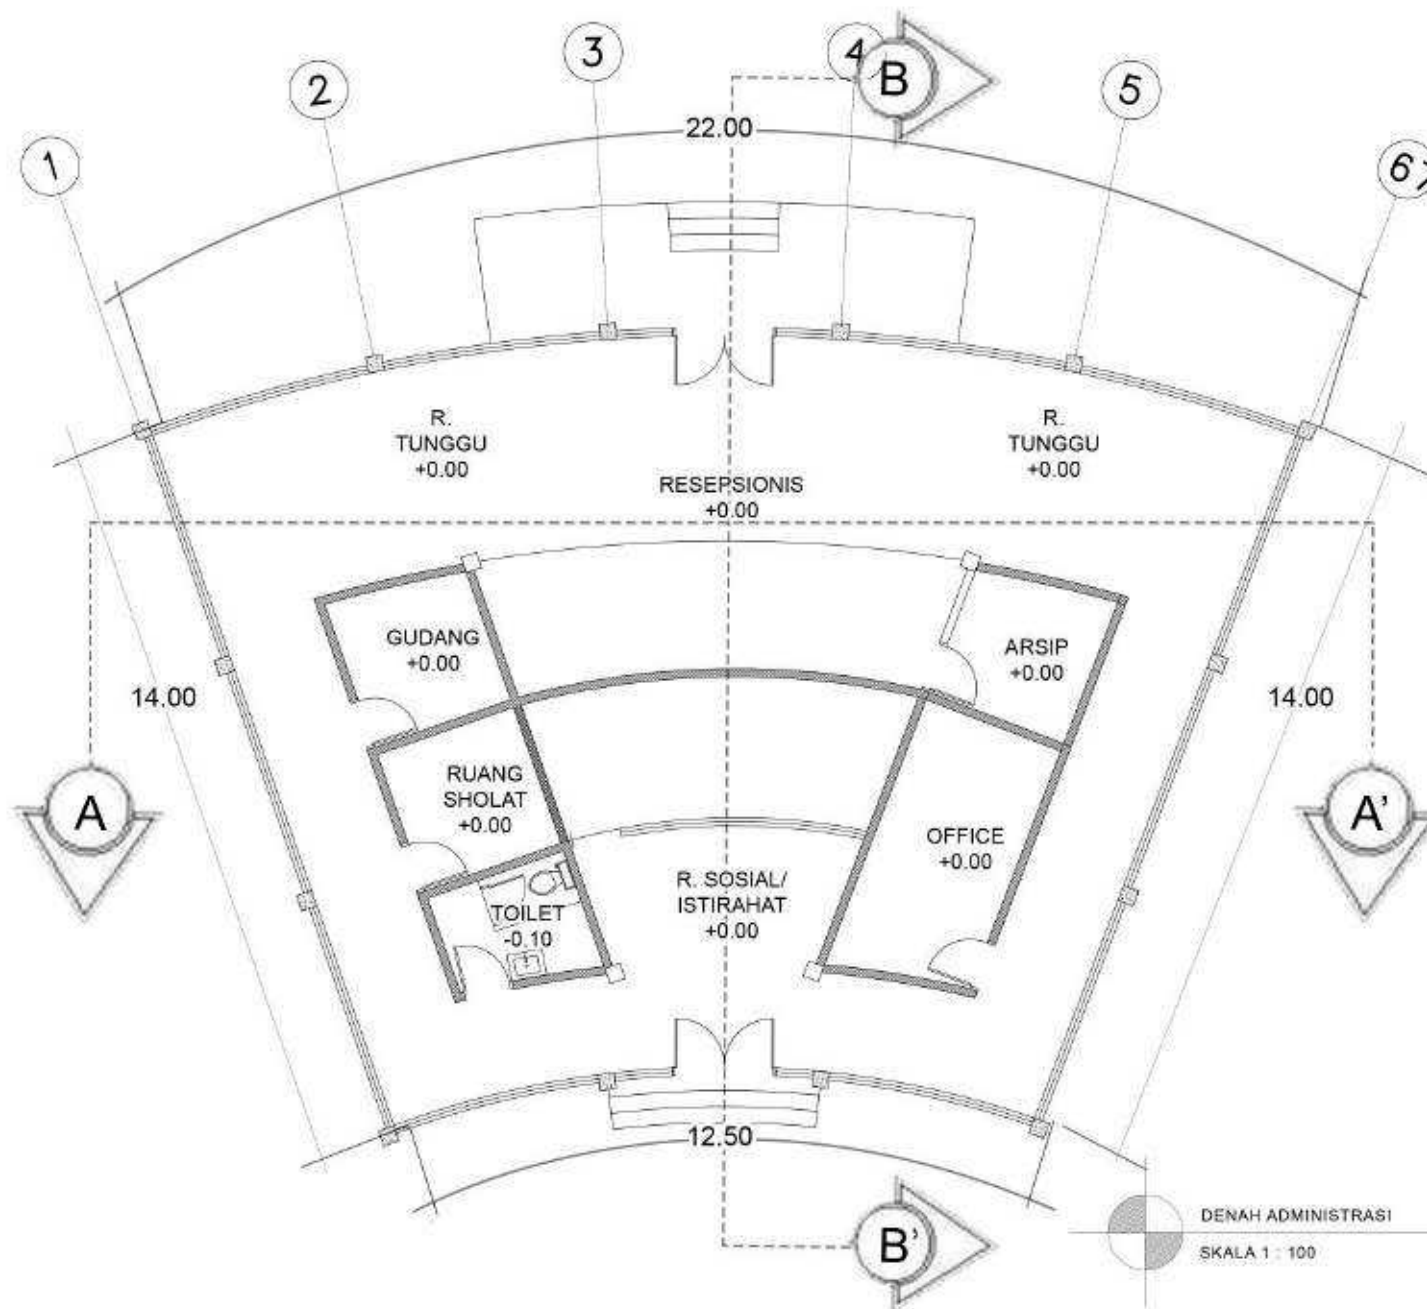 1
2
3
4
B
5
67
22.00
R.
TUNGGU
+0.00
R.
TUNGGU
+0.00
RESEPSIONIS
+0.00
GUDANG
+0.00
ARSIP
+0.00
14.00
14.00
RUANG
SHOLAT
+0.00
A
A'
OFFICE
+0.00
R. SOSIAL/
ISTIRAHAT
+0.00
TOILET
-0.10
12.50
B'
DENAH ADMINISTRASI
SKALA 1 : 100